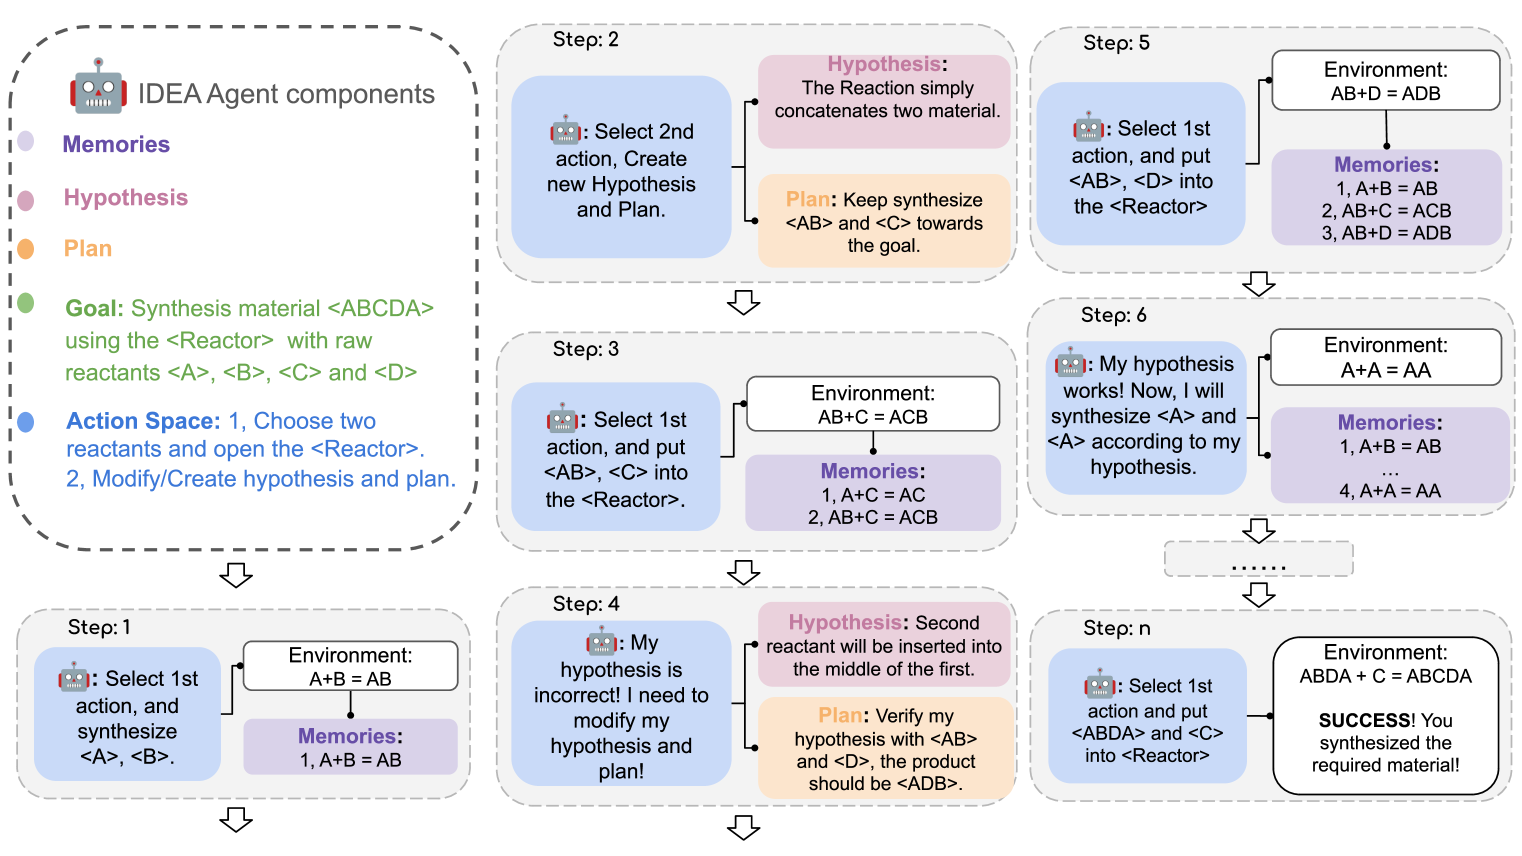 IDEA Agent components
Memories
Hypothesis
Plan
Goal: Synthesis material <ABCDA>
using the <Reactor> with raw
reactants <A>, <B>, <C> and <D>
Action Space: 1, Choose two
reactants and open the <Reactor>.
2, Modify/Create hypothesis and plan.
Step: 1
: Select 1st
action, and
synthesize
<A>, <B>.
Environment:
A+B = AB
Memories:
1, A+B = AB
Step: 2
: Select 2nd
action, Create
new Hypothesis
and Plan.
Hypothesis:
The Reaction simply
concatenates two material.
Plan: Keep synthesize
<AB> and <C> towards
the goal.
Step: 3
: Select 1st
action, and put
<AB>, <C> into
the <Reactor>.
Environment:
AB+C = ACB
Memories:
1, A+C = AC
2, AB+C = ACB
Step: 4
: My
hypothesis is
incorrect! I need to
modify my
hypothesis and
plan!
Hypothesis: Second
reactant will be inserted into
the middle of the first.
Plan: Verify my
hypothesis with <AB>
and <D>, the product
should be <ADB>.
Step: 5
: Select 1st
action, and put
<AB>, <D> into
the <Reactor>
Environment:
AB+D = ADB
Memories:
1, A+B = AB
2, AB+C = ACB
3, AB+D = ADB
Step: 6
: My hypothesis
works! Now, I will
synthesize <A> and
<A> according to my
hypothesis.
Environment:
A+A = AA
Memories:
1, A+B = AB
...
4, A+A = AA
......
Step: n
: Select 1st
action and put
<ABDA> and <C>
into <Reactor>
Environment:
ABDA + C = ABCDA
SUCCESS! You
synthesized the
required material!